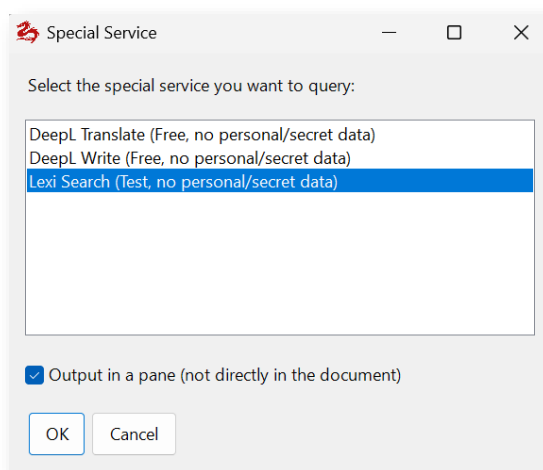 Special Service
Select the special service you want to query:
DeepL Translate (Free, no personal/secret data)
DeepL Write (Free, no personal/secret data)
Lexi Search (Test, no personal/secret data)
Output in a pane (not directly in the document)
OK
Cancel